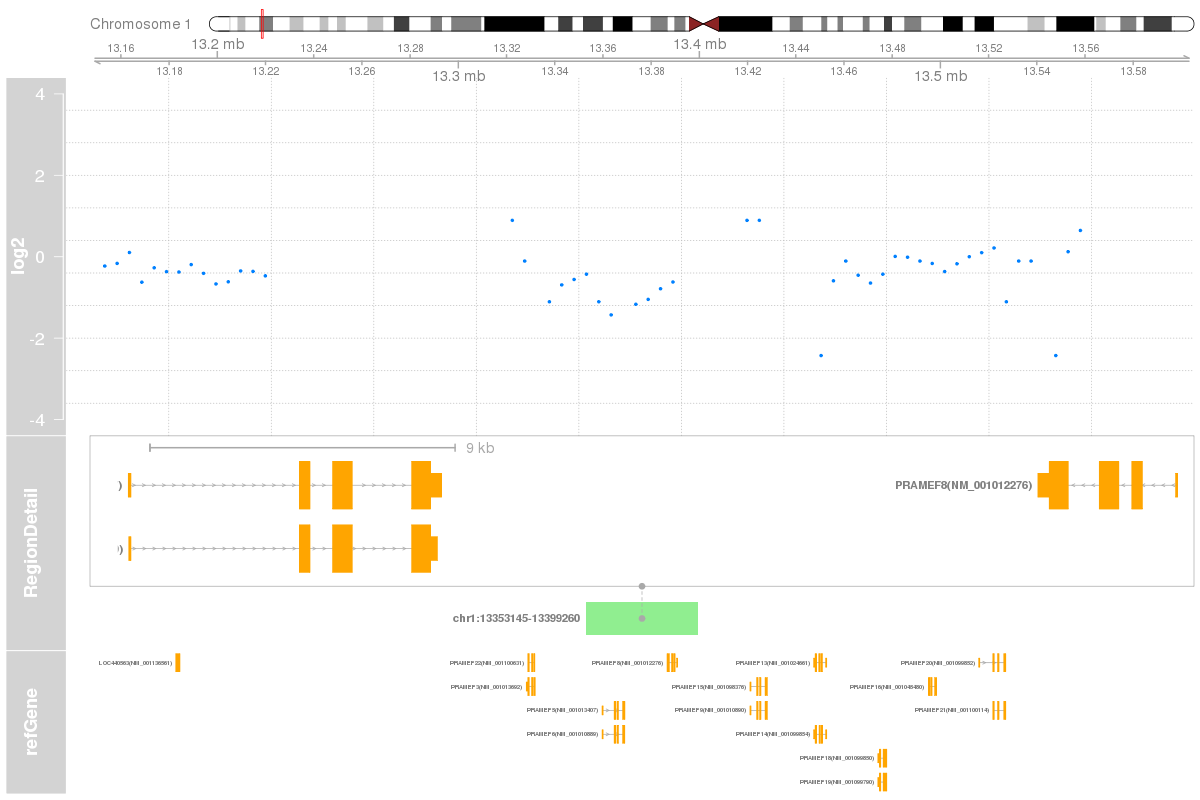 Chromosome 1
13.16
13.2 mb
13.24
13.28
13.32
13.36
13.4 mb
13.44
13.48
13.52
13.56
13.18
13.22
13.26
13.3 mb
13.34
13.38
13.42
13.46
13.5 mb
13.54
13.58
log2
4
2
0
-2
-4
RegionDetail
9 kb
)
PRAMEF8(NM_001012276)
)
chr1:13353145-13399260
refGene
LOC440563(NM_001136561)
PRAMEF22(NM_001100631)
PRAMEF8(NM_001012276)
PRAMEF13(NM_001024661)
PRAMEF20(NM_001099852)
PRAMEF3(NM_001013692)
PRAMEF15(NM_001098376)
PRAMEF16(NM_001045480)
PRAMEF5(NM_001013407)
PRAMEF9(NM_001010890)
PRAMEF21(NM_001100114)
PRAMEF6(NM_001010889)
PRAMEF14(NM_001099854)
PRAMEF18(NM_001099850)
PRAMEF19(NM_001099790)